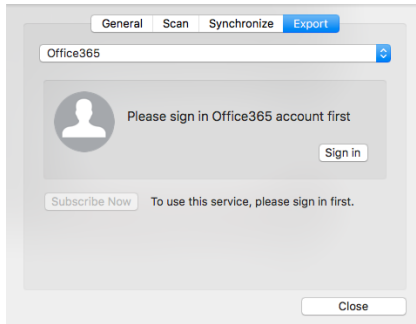 General Scan Synchronize Export
Office365
Please sign in Office365 account first
Sign in
Subscribe Now To use this service, please sign in first.
Close